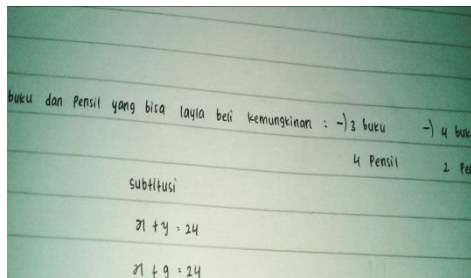 buku dan Pensil yang bisa layla beli kemungkinan : -) 3 buku -) 4 buk
4 Pensil 2 Pe
subtitusi
x + y = 24
x + 9 = 24